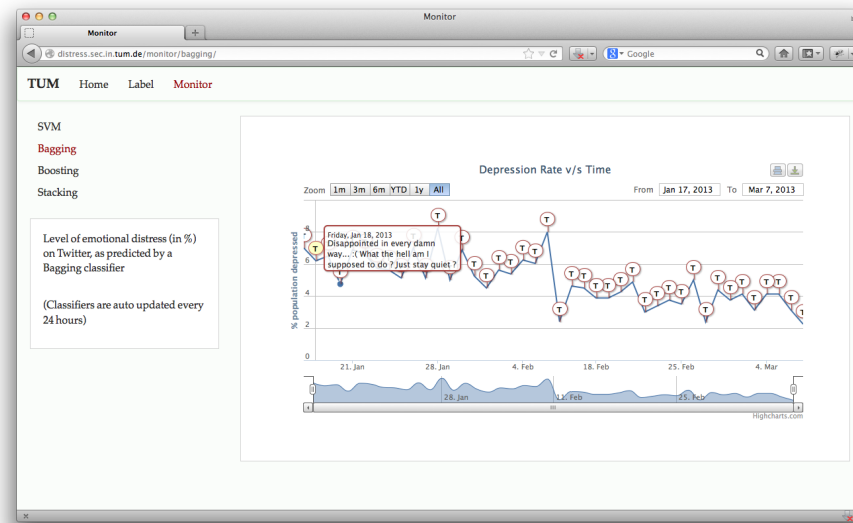 Monitor
Monitor
+
distress.sec.in.tum.de/monitor/bagging/
Google
TUM Home Label Monitor
SVM
Bagging
Boosting
Stacking
Level of emotional distress (in %)
on Twitter, as predicted by a
Bagging classifier
(Classifiers are auto updated every
24 hours)
Depression Rate v/s Time
Zoom 1m 3m 6m YTD 1y All
From Jan 17, 2013 To Mar 7, 2013
% population depressed
8
6
4
2
0
T T T T T T T T T T T T T T T T T T T T T T T T T T T T T T T T T T
Friday, Jan 18, 2013
Disappointed in every damn
way... :( What the hell am I
supposed to do ? Just stay quiet ?
21. Jan 28. Jan 4. Feb 18. Feb 25. Feb 4. Mar
28. Jan 11. Feb 25. Feb
Highcharts.com